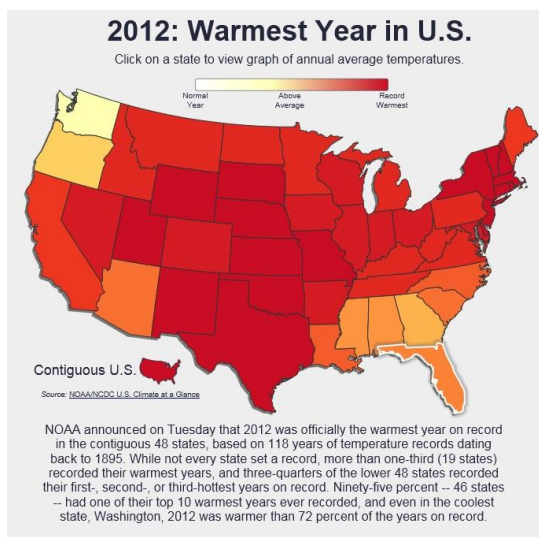 2012: Warmest Year in U.S.
Click on a state to view graph of annual average temperatures.
Normal Year
Above Average
Record Warmest
Contiguous U.S.
Source: NOAA/NCDC U.S. Climate at a Glance
NOAA announced on Tuesday that 2012 was officially the warmest year on record
in the contiguous 48 states, based on 118 years of temperature records dating
back to 1895. While not every state set a record, more than one-third (19 states)
recorded their warmest years, and three-quarters of the lower 48 states recorded
their first-, second-, or third-hottest years on record. Ninety-five percent -- 46 states
-- had one of their top 10 warmest years ever recorded, and even in the coolest
state, Washington, 2012 was warmer than 72 percent of the years on record.